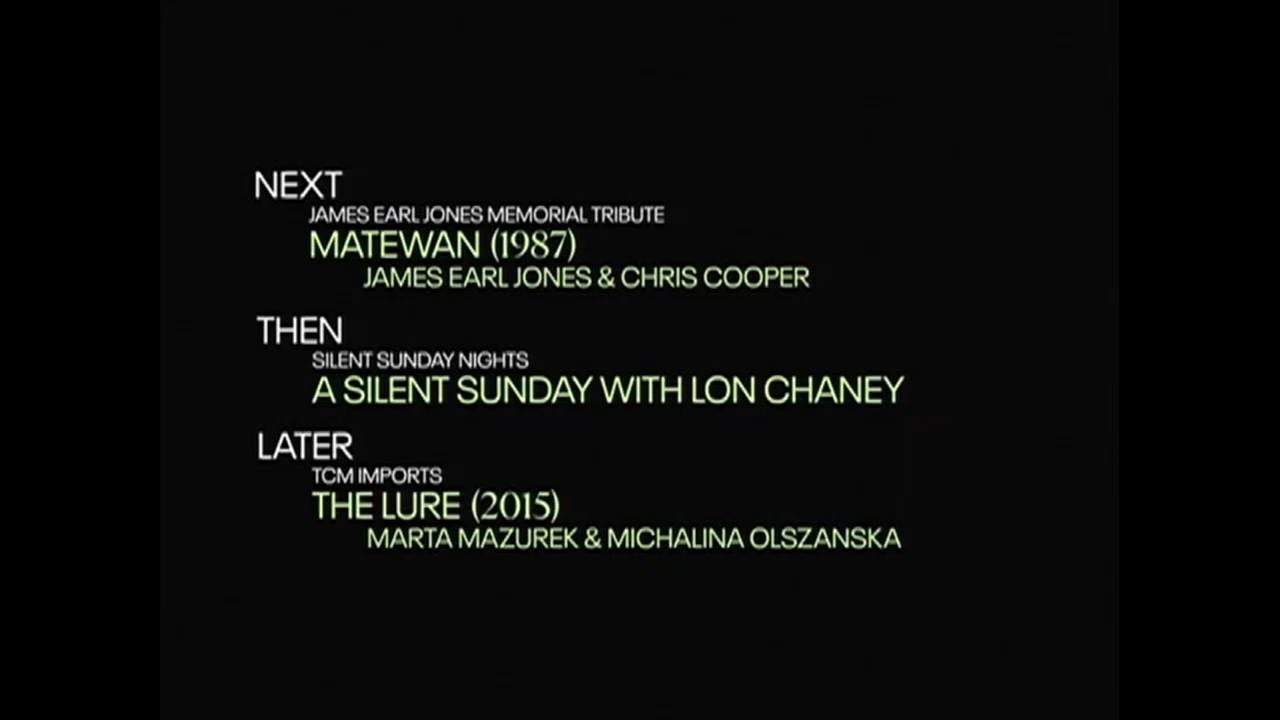 NEXT
JAMES EARL JONES MEMORIAL TRIBUTE
MATEWAN (1987)
JAMES EARL JONES & CHRIS COOPER
THEN
SILENT SUNDAY NIGHTS
A SILENT SUNDAY WITH LON CHANEY
LATER
TCM IMPORTS
THE LURE (2015)
MARTA MAZUREK & MICHALINA OLSZANSKA